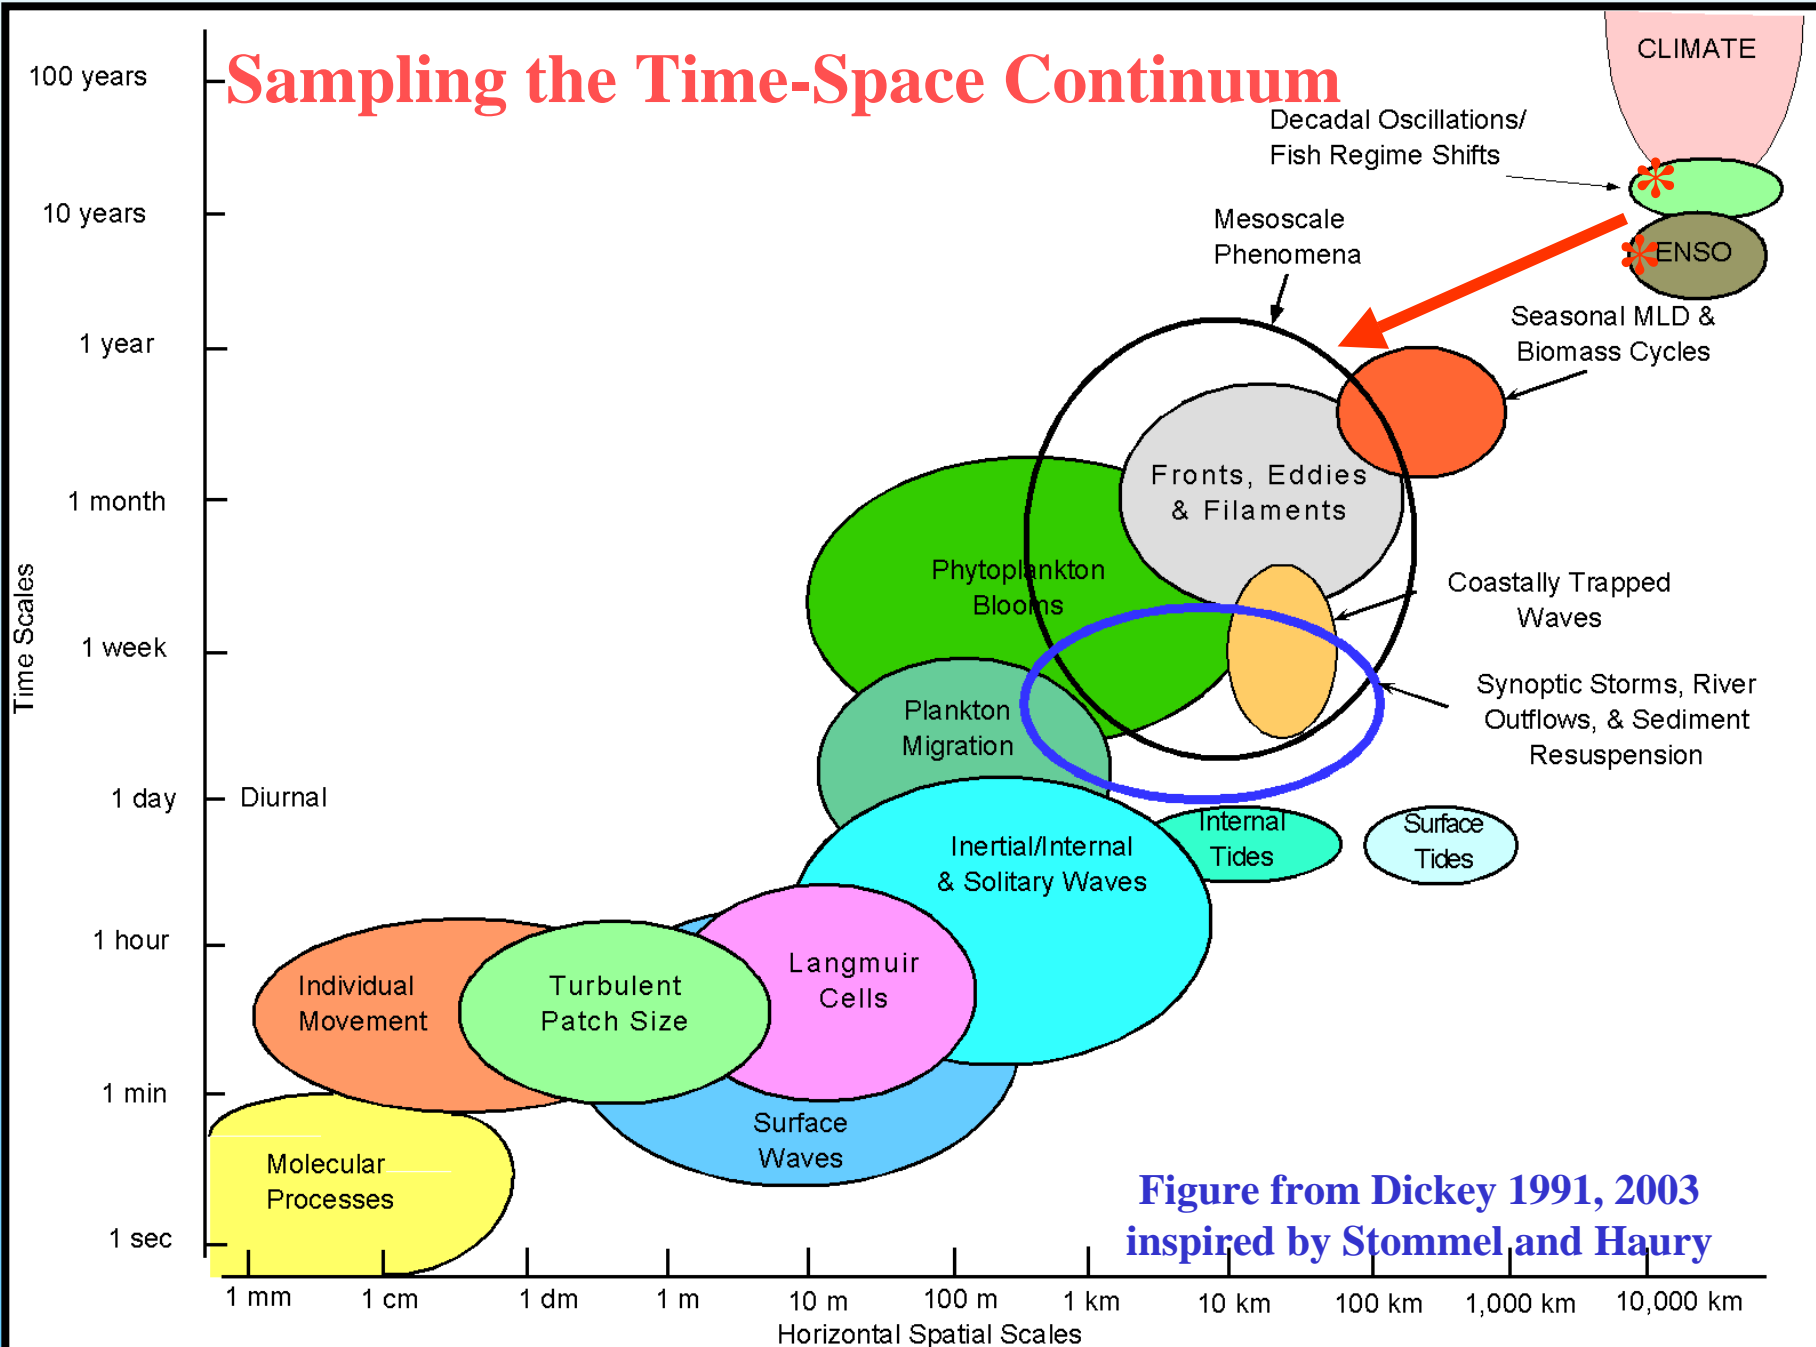 Sampling the Time-Space Continuum
CLIMATE
100 years
Decadal Oscillations/
Fish Regime Shifts
10 years
Mesoscale
Phenomena
ENSO
Seasonal MLD &
Biomass Cycles
1 year
Fronts, Eddies
& Filaments
1 month
Phytoplankton
Blooms
Coastally Trapped
Waves
Time Scales
1 week
Synoptic Storms, River
Outflows, & Sediment
Resuspension
Plankton
Migration
1 day
Diurnal
Internal
Tides
Surface
Tides
Inertial/Internal
& Solitary Waves
1 hour
Langmuir
Cells
Individual
Movement
Turbulent
Patch Size
1 min
Surface
Waves
Molecular
Processes
Figure from Dickey 1991, 2003
inspired by Stommel and Haury
1 sec
1 mm
1 cm
1 dm
1 m
10 m
100 m
1 km
10 km
100 km
1,000 km
10,000 km
Horizontal Spatial Scales